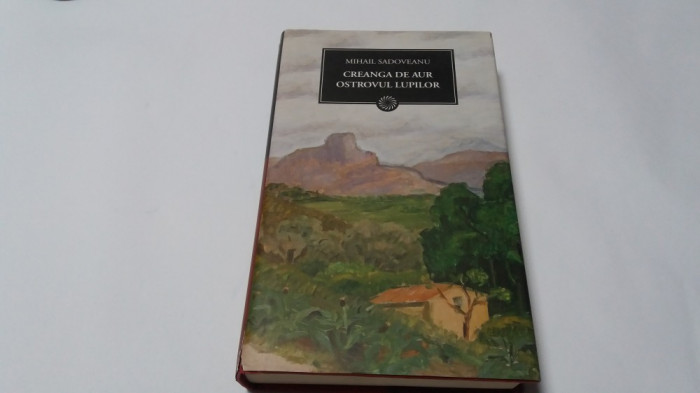 MIHAIL SADOVEANU
CREANGA DE AUR
OSTROVUL LUPILOR